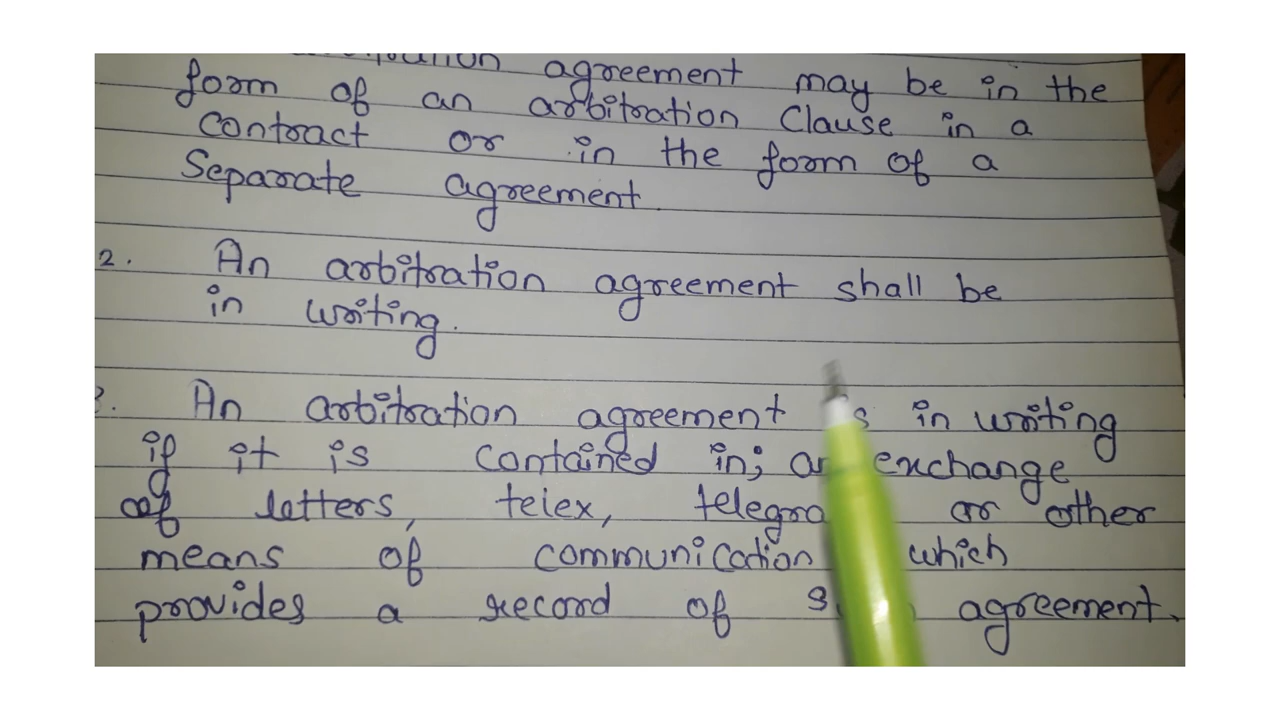 agreement may be in the
form of an arbitration Clause in a
Contract or in the form of a
Separate agreement
2. An arbitration agreement shall be
in writing.
3. An arbitration agreement in writing
if it is contained in; exchange
of letters, telex, or other
means of communication which
provides a record of agreement.